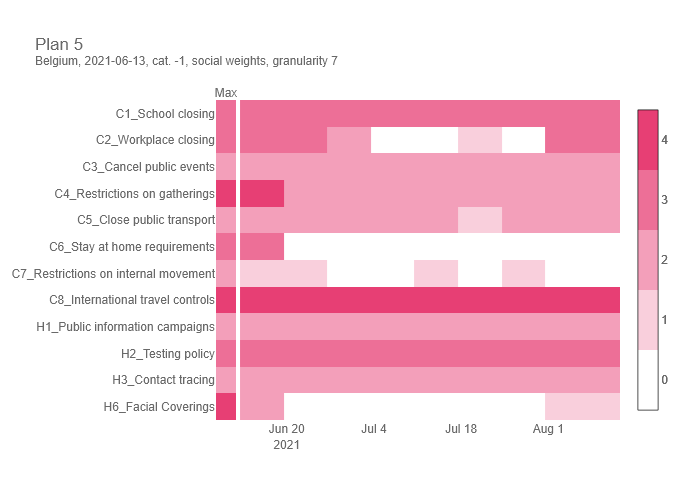 Plan 5
Belgium, 2021-06-13, cat. -1, social weights, granularity 7
Max
C1_School closing
C2_Workplace closing
C3_Cancel public events
C4_Restrictions on gatherings
C5_Close public transport
C6_Stay at home requirements
C7_Restrictions on internal movement
C8_International travel controls
H1_Public information campaigns
H2_Testing policy
H3_Contact tracing
H6_Facial Coverings
Jun 20
2021
Jul 4
Jul 18
Aug 1
4
3
2
1
0